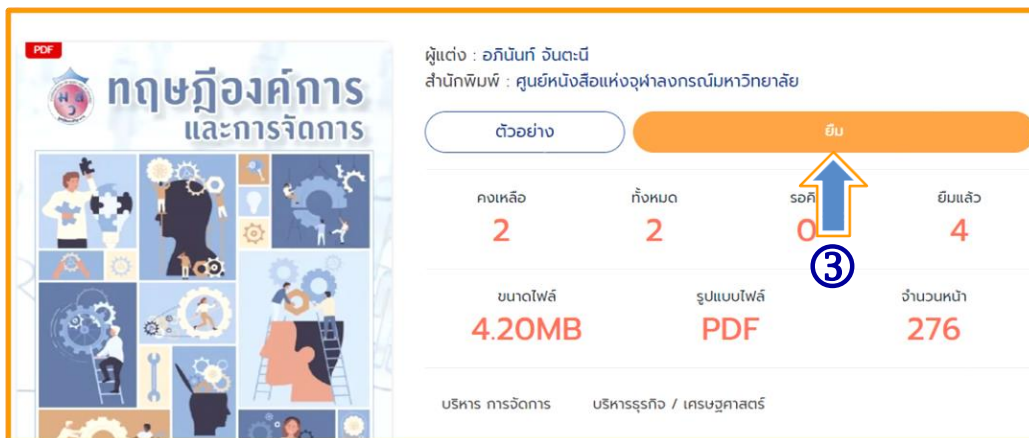 PDF
ทฤษฎีองค์การ
และการจัดการ
ผู้แต่ง : อภินันท์ จันตะนี
สำนักพิมพ์ : ศูนย์หนังสือแห่งจุฬาลงกรณ์มหาวิทยาลัย
ตัวอย่าง ยืม
คงเหลือ ทั้งหมด ยืมแล้ว
2 2 0 4
③
ขนาดไฟล์ รูปแบบไฟล์ จำนวนหน้า
4.20MB PDF 276
บริหาร การจัดการ บริหารธุรกิจ / เศรษฐศาสตร์